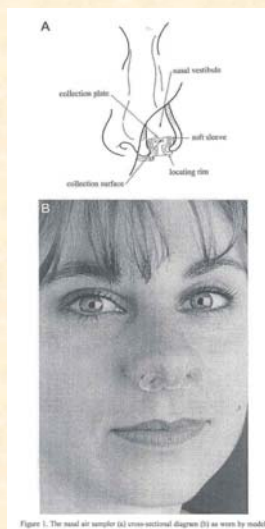 A
nasal vestibule
collection plate
soft sleeve
locating rim
collection surface
B
Figure 1. The nasal air sampler (a) cross-sectional diagram (b) as worn by model